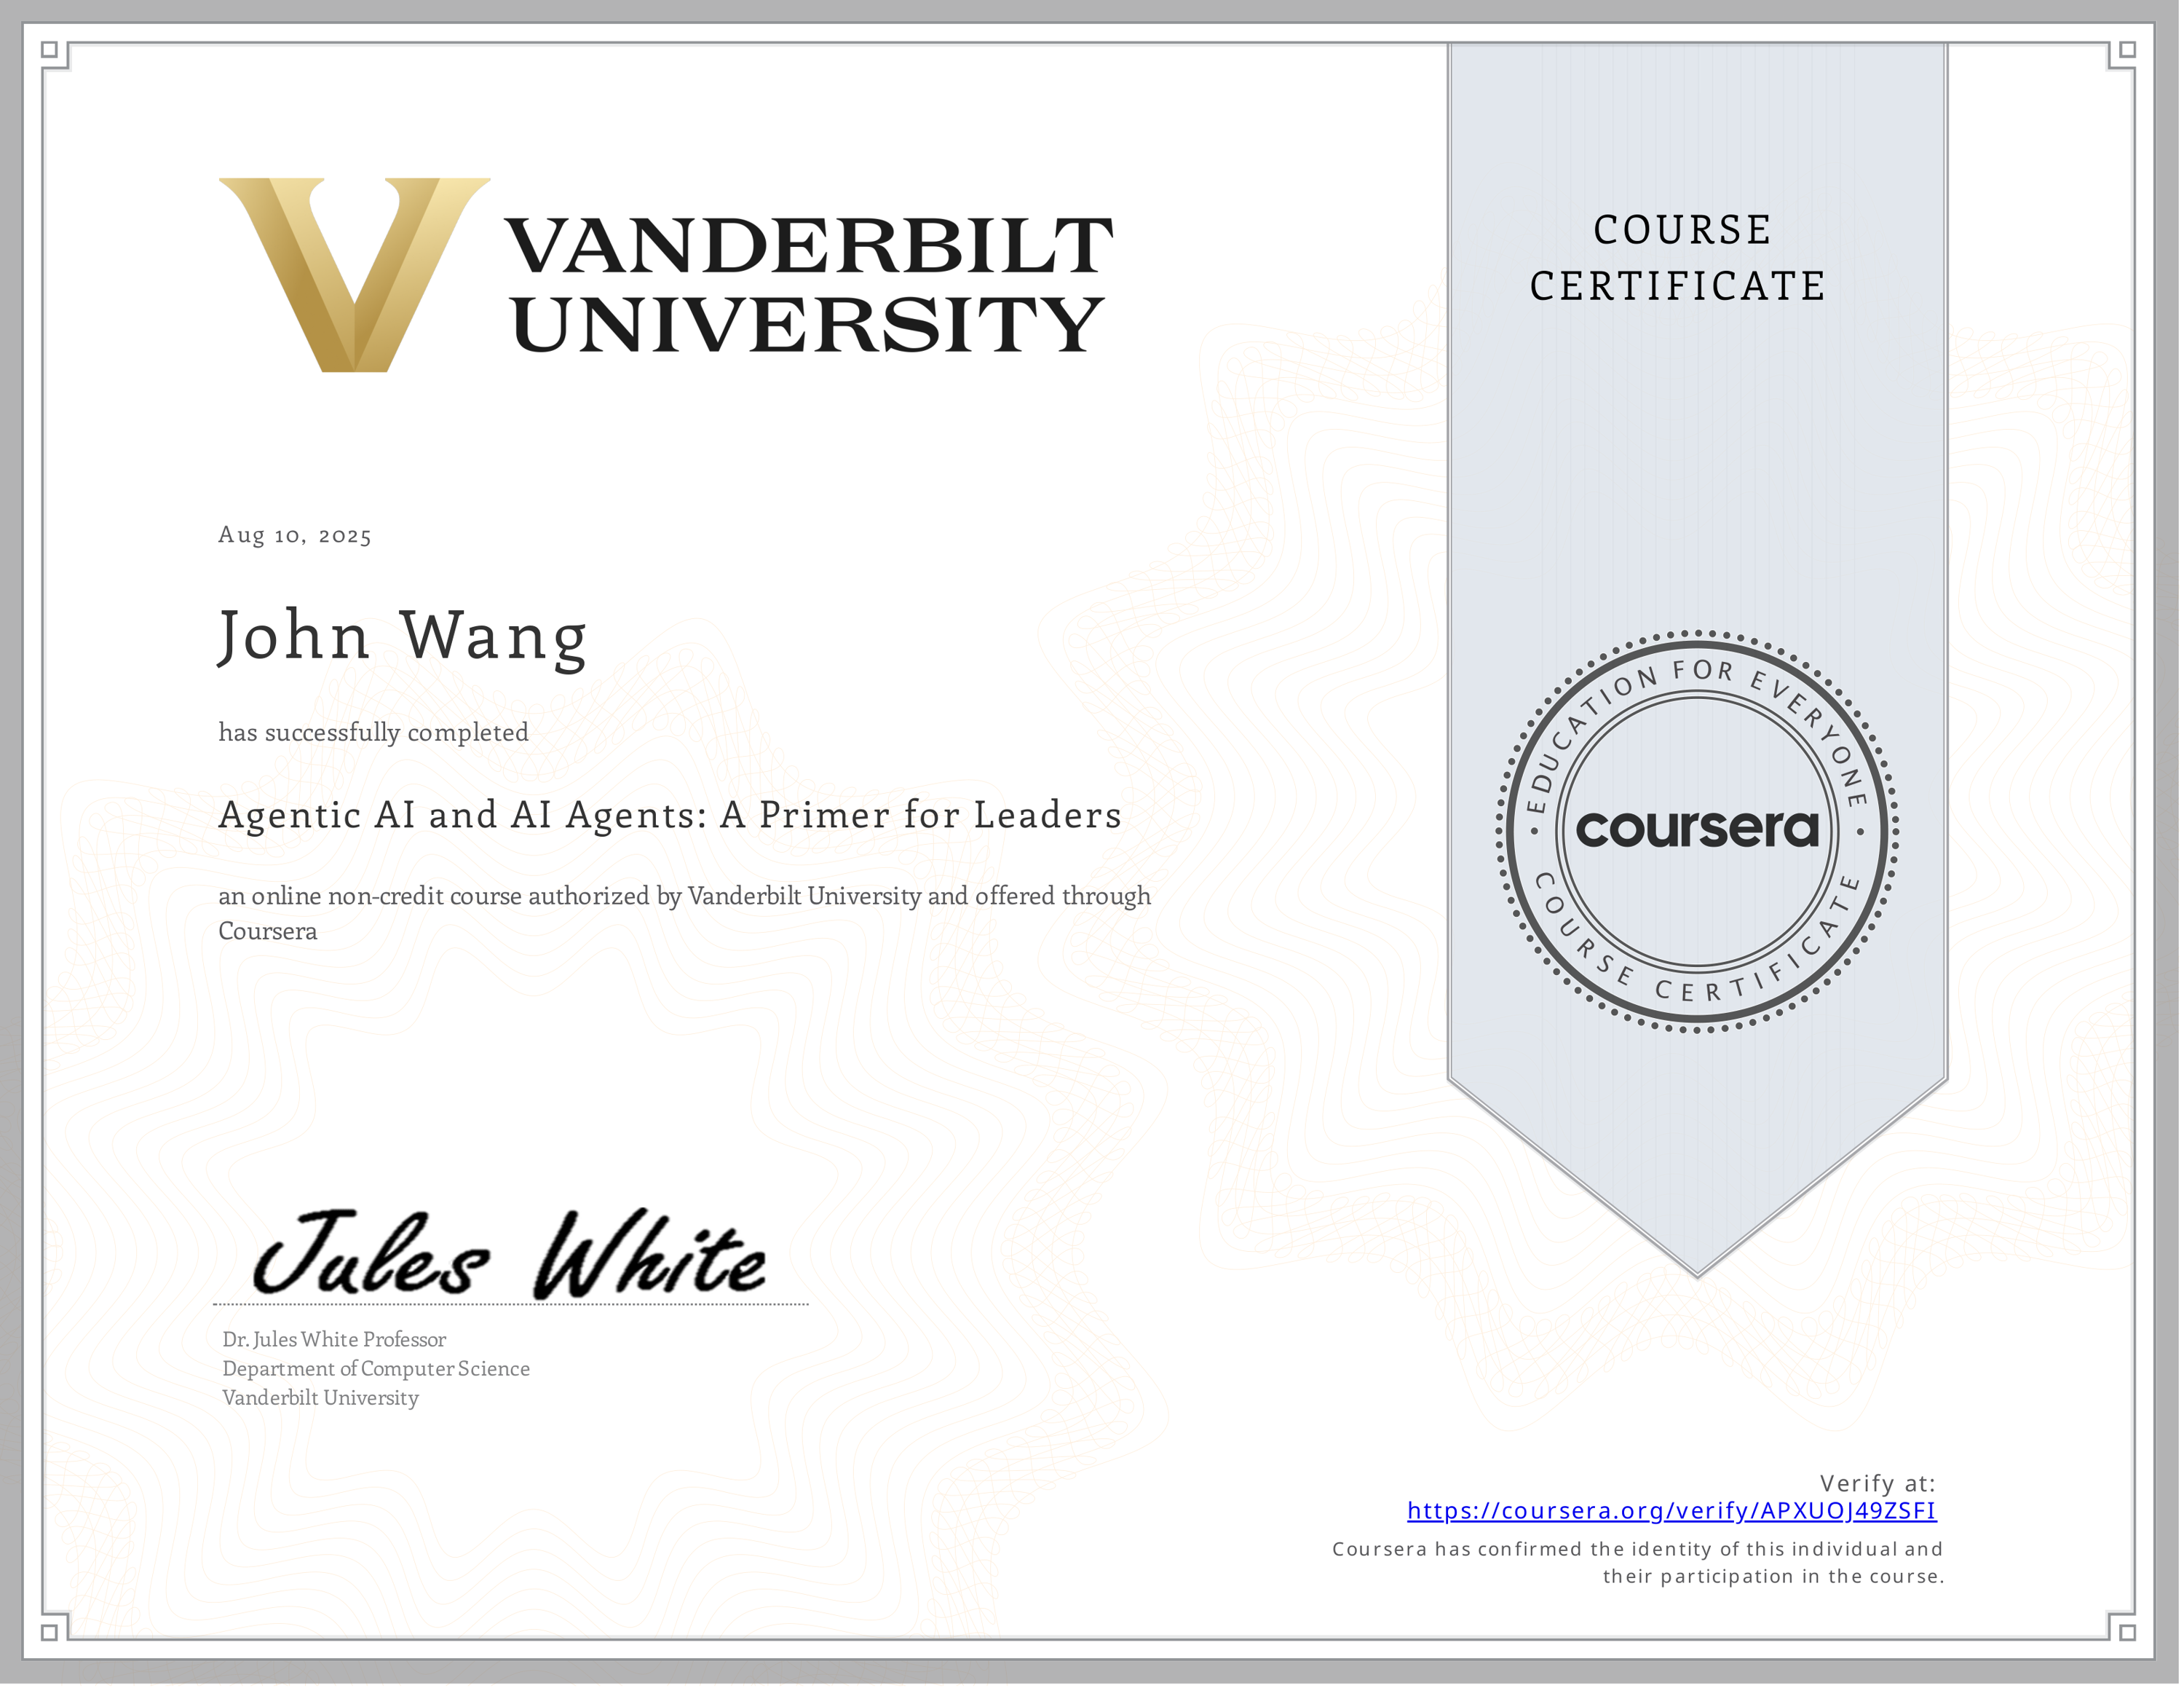 VANDERBILT
UNIVERSITY
COURSE
CERTIFICATE
Aug 10, 2025
John Wang
has successfully completed
Agentic AI and AI Agents: A Primer for Leaders
an online non-credit course authorized by Vanderbilt University and offered through
Coursera
EDUCATION FOR EVERYONE
coursera
COURSE CERTIFICATE
Jules White
Dr. Jules White Professor
Department of Computer Science
Vanderbilt University
Verify at:
https://coursera.org/verify/APXUOJ49ZSFI
Coursera has confirmed the identity of this individual and
their participation in the course.